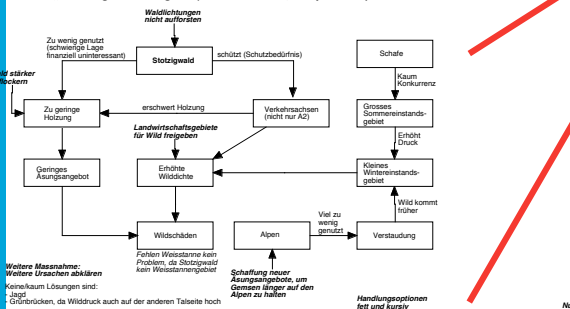 Waldlichtungen
nicht aufforsten
Zu wenig genutzt
(schwierige Lage
finanziell uninteressant)
Stotzigwald
schützt (Schutzbedürfnis)
Schafe
stärker
Kaum
Konkurrenz
Zu geringe
Holzung
erschwert Holzung
Verkehrsachsen
(nicht nur A2)
Grosses
Sommereinstands-
gebiet
Landwirtschaftsgebiete
für Wild freigeben
Erhöht
Druck
Geringes
Äsungsangebot
Erhöhte
Wilddichte
Kleines
Wintereinstands-
gebiet
Wild kommt
früher
Wildschäden
Alpen
Viel zu
wenig
genutzt
Verstaudung
Fehlen Weisstanne kein
Problem, da Stotzigwald
kein Weisstannengebiet
Weitere Massnahme:
Weitere Ursachen abklären
Keine/kaum Lösungen sind:
- Jagd
- Grünbrücken, da Wilddruck auch auf der anderen Talseite hoch
Schaffung neuer
Äsungsangebote, um
Gemsen länger auf den
Alpen zu halten
Handlungsoptionen
fett und kursiv